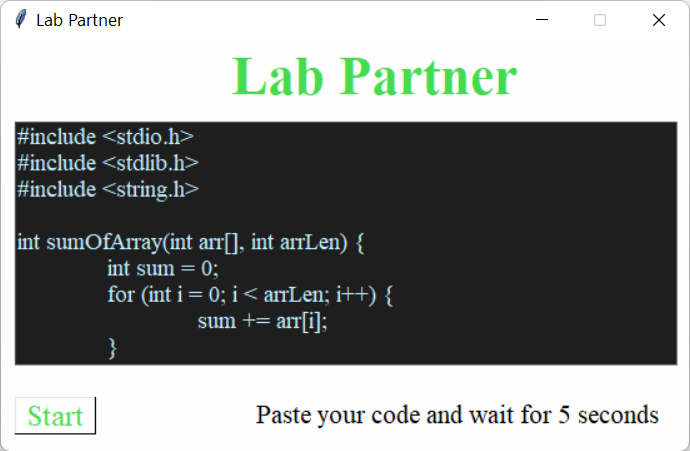 Lab Partner
Lab Partner
#include <stdio.h>
#include <stdlib.h>
#include <string.h>
int sumOfArray(int arr[], int arrLen) {
int sum = 0;
for (int i = 0; i < arrLen; i++) {
sum += arr[i];
}
Start
Paste your code and wait for 5 seconds